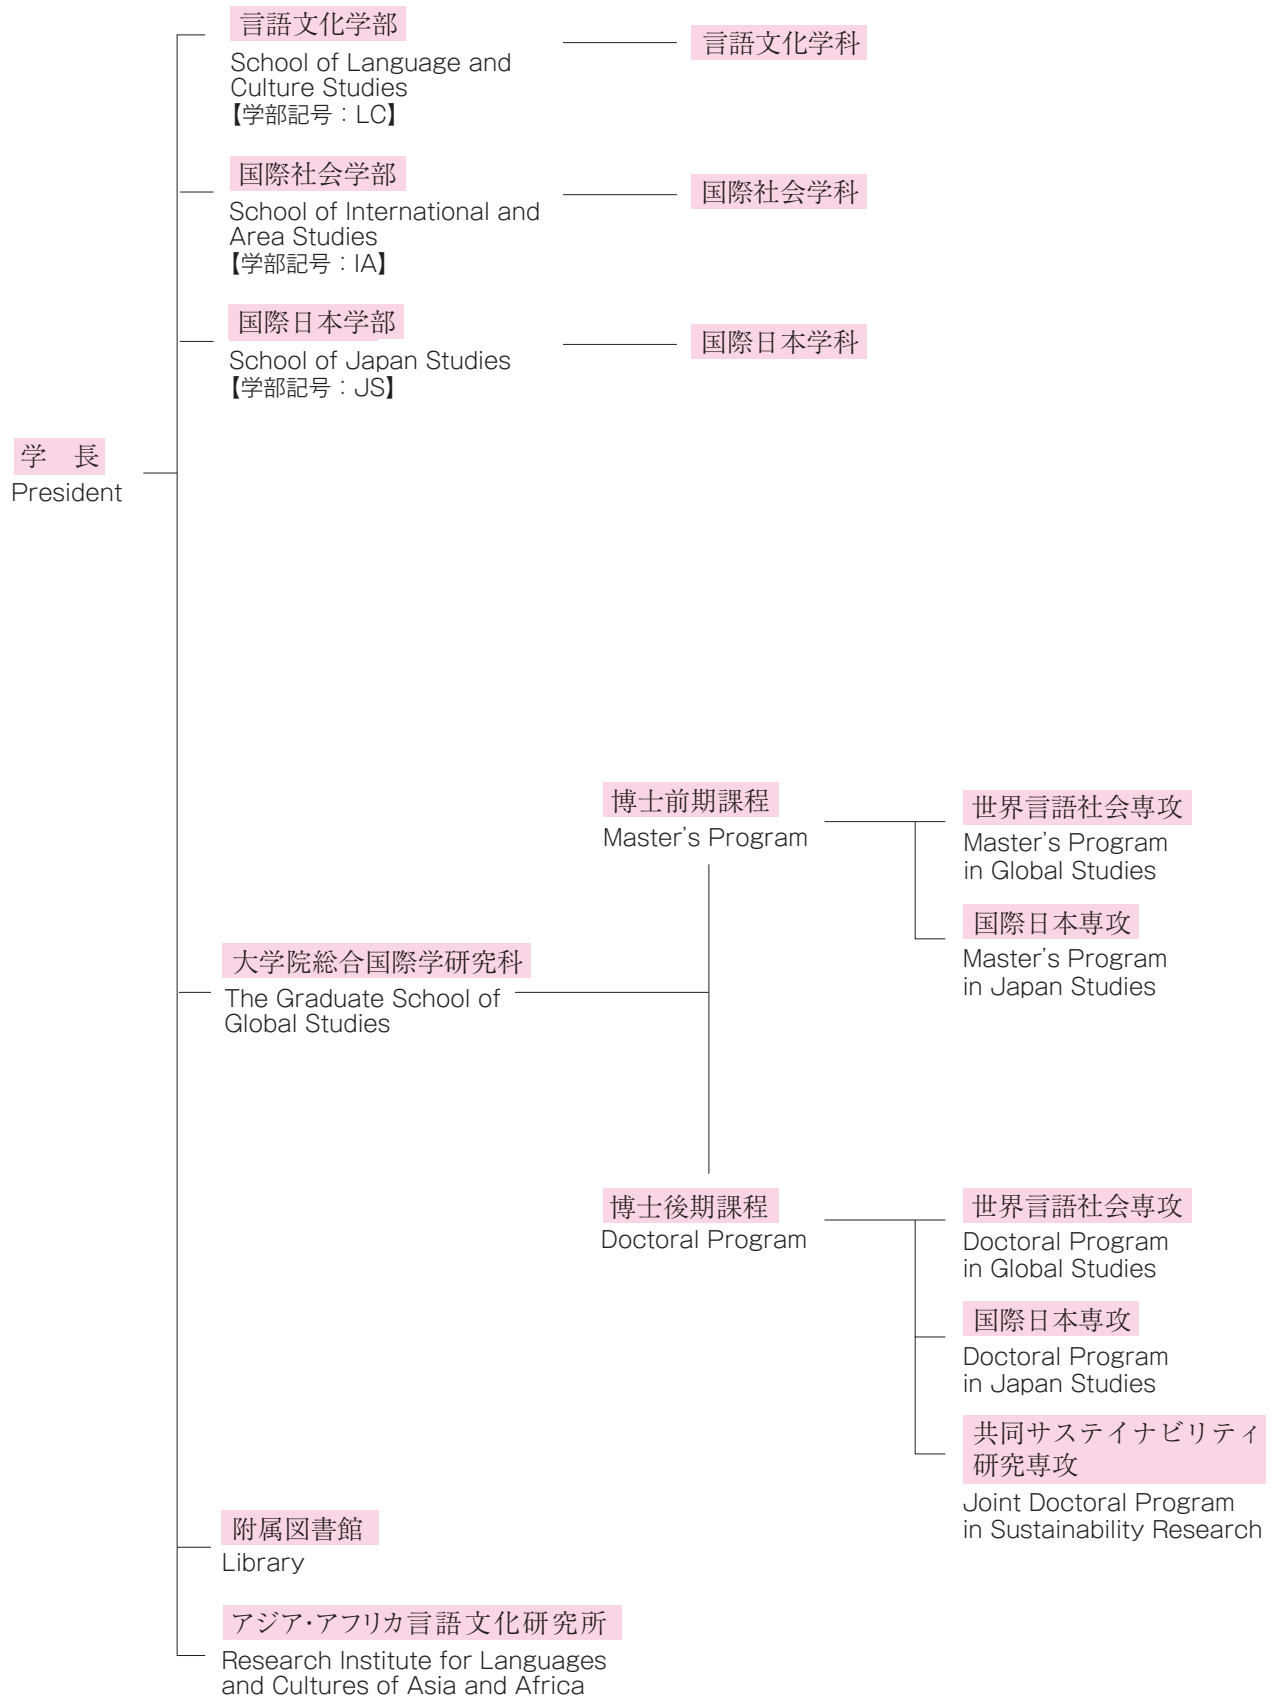 言語文化学部
School of Language and
Culture Studies
【学部記号：LC】
言語文化学科
国際社会学部
School of International and
Area Studies
【学部記号：IA】
国際社会学科
国際日本学部
School of Japan Studies
【学部記号：JS】
国際日本学科
学　長
President
大学院総合国際学研究科
The Graduate School of
Global Studies
博士前期課程
Master's Program
世界言語社会専攻
Master's Program
in Global Studies
国際日本専攻
Master's Program
in Japan Studies
博士後期課程
Doctoral Program
世界言語社会専攻
Doctoral Program
in Global Studies
国際日本専攻
Doctoral Program
in Japan Studies
共同サステイナビリティ
研究専攻
Joint Doctoral Program
in Sustainability Research
附属図書館
Library
アジア・アフリカ言語文化研究所
Research Institute for Languages
and Cultures of Asia and Africa